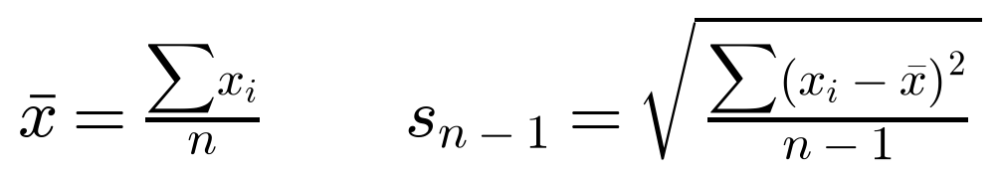 x̄ = ∑xᵢ / n    sₙ₋₁ = √(∑(xᵢ − x̄)² / (n − 1))